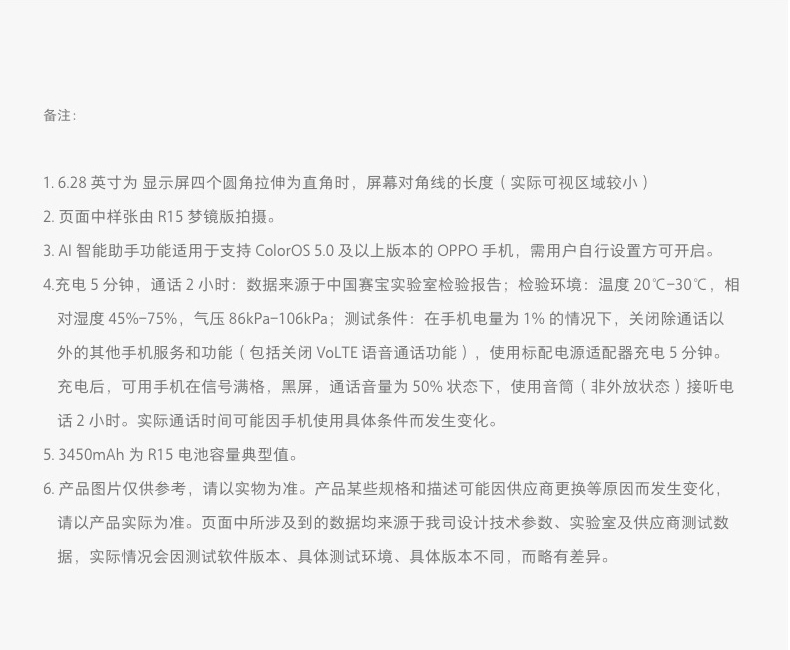 备注：
1. 6.28 英寸为 显示屏四个圆角拉伸为直角时，屏幕对角线的长度（实际可视区域较小）
2. 页面中样张由 R15 梦镜版拍摄。
3. AI 智能助手功能适用于支持 ColorOS 5.0 及以上版本的 OPPO 手机，需用户自行设置方可开启。
4.充电 5 分钟，通话 2 小时：数据来源于中国赛宝实验室检验报告；检验环境：温度 20℃–30℃，相
对湿度 45%–75%，气压 86kPa–106kPa；测试条件：在手机电量为 1% 的情况下，关闭除通话以
外的其他手机服务和功能（包括关闭 VoLTE 语音通话功能），使用标配电源适配器充电 5 分钟。
充电后，可用手机在信号满格，黑屏，通话音量为 50% 状态下，使用音筒（非外放状态）接听电
话 2 小时。实际通话时间可能因手机使用具体条件而发生变化。
5. 3450mAh 为 R15 电池容量典型值。
6. 产品图片仅供参考，请以实物为准。产品某些规格和描述可能因供应商更换等原因而发生变化，
请以产品实际为准。页面中所涉及到的数据均来源于我司设计技术参数、实验室及供应商测试数
据，实际情况会因测试软件版本、具体测试环境、具体版本不同，而略有差异。